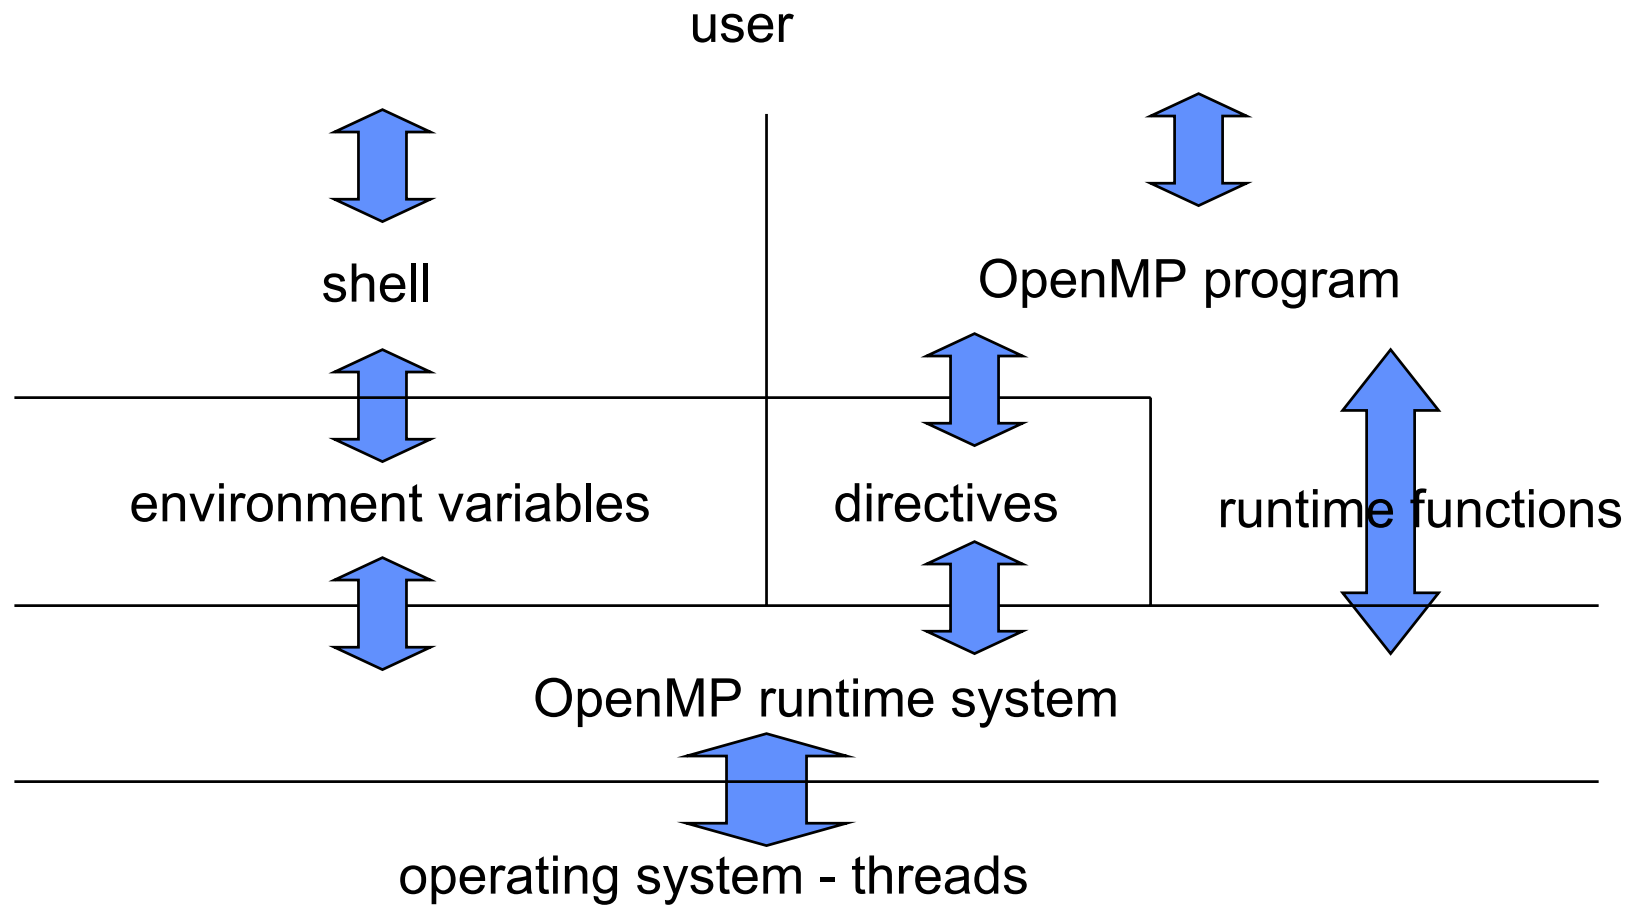 user
shell
OpenMP program
environment variables
directives
runtime functions
OpenMP runtime system
operating system - threads